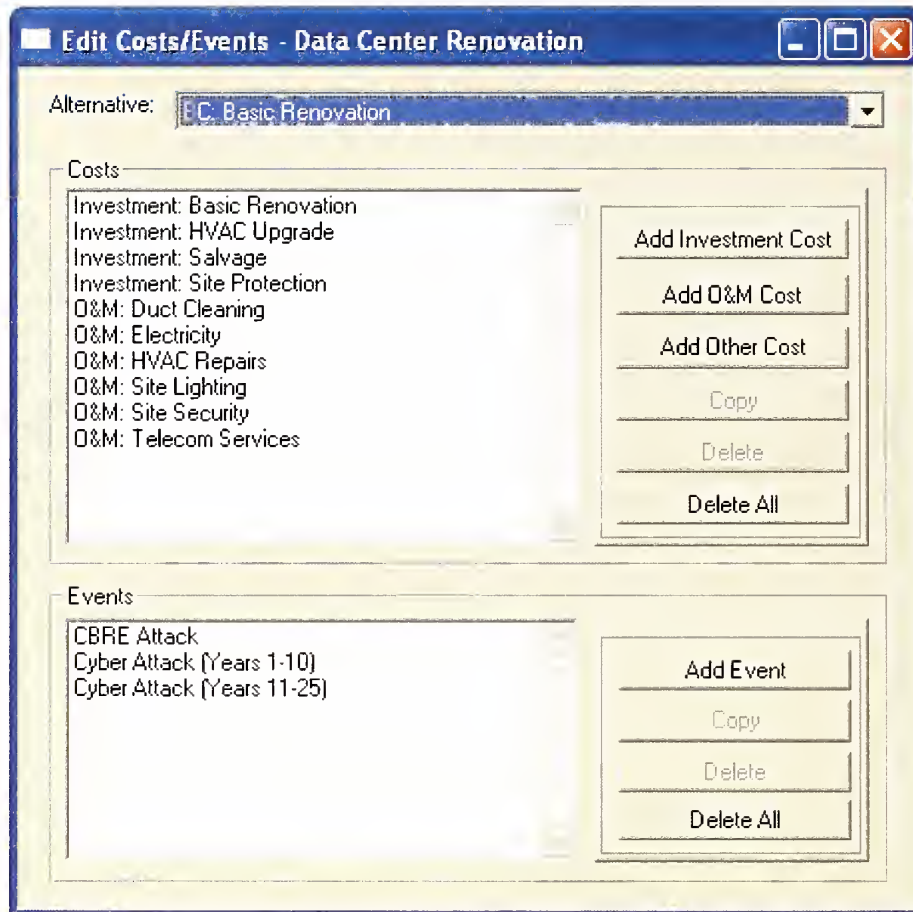 Edit Costs/Events - Data Center Renovation
Alternative: BC: Basic Renovation
Costs
Investment: Basic Renovation
Investment: HVAC Upgrade
Investment: Salvage
Investment: Site Protection
O&M: Duct Cleaning
O&M: Electricity
O&M: HVAC Repairs
O&M: Site Lighting
O&M: Site Security
O&M: Telecom Services
Add Investment Cost
Add O&M Cost
Add Other Cost
Copy
Delete
Delete All
Events
CBRE Attack
Cyber Attack (Years 1-10)
Cyber Attack (Years 11-25)
Add Event
Copy
Delete
Delete All